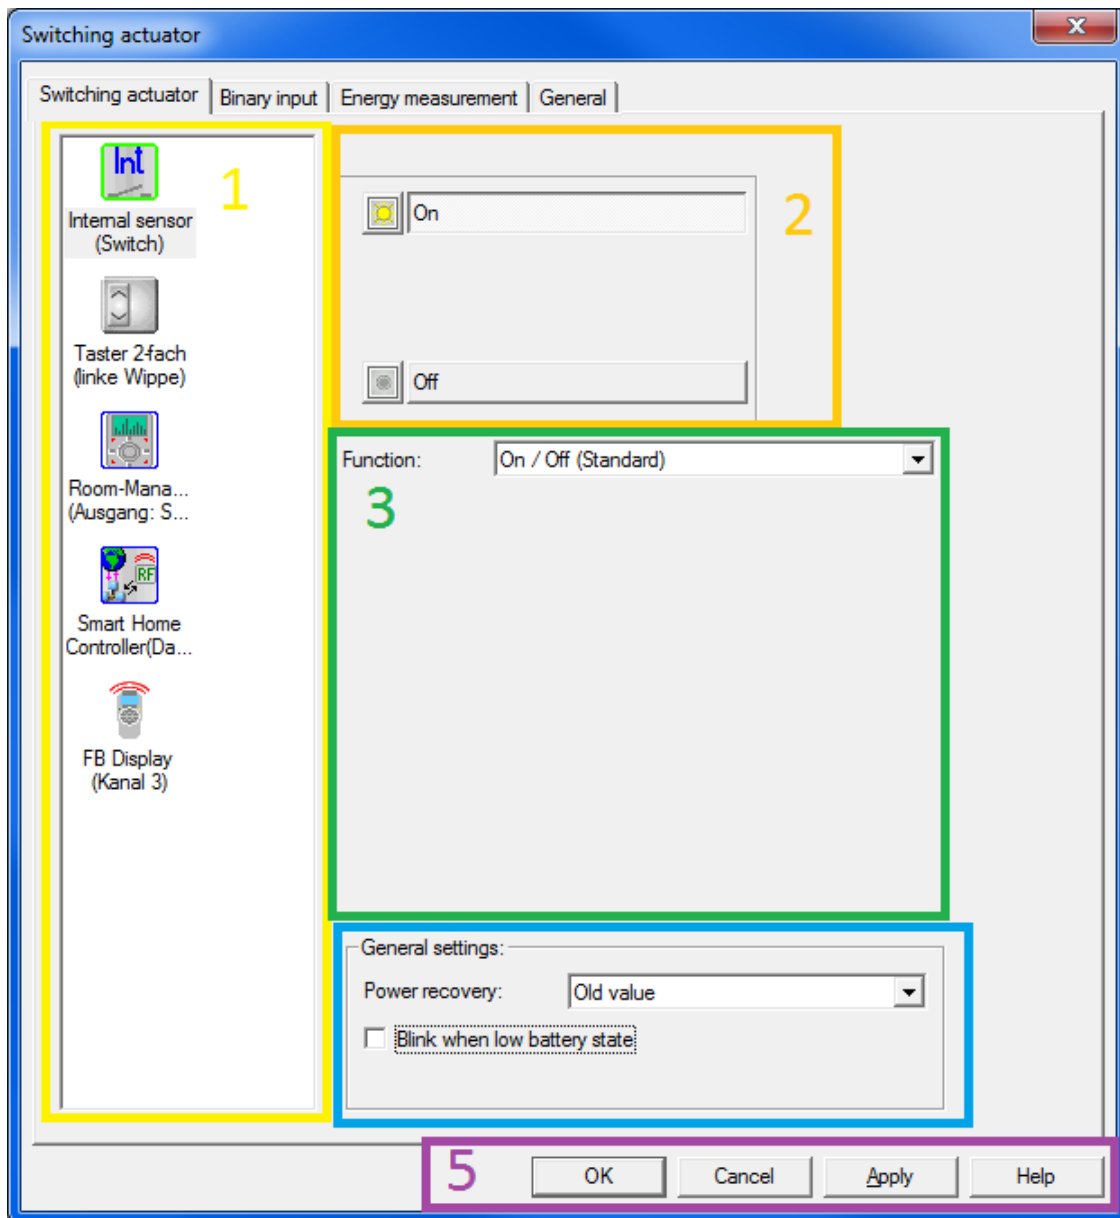 Switching actuator
Switching actuator
Binary input
Energy measurement
General
Int
1
Internal sensor
(Switch)
Taster 2-fach
(linke Wippe)
Room-Mana...
(Ausgang: S...
RF
Smart Home
Controller(Da...
FB Display
(Kanal 3)
2
On
Off
Function:
On / Off (Standard)
3
General settings:
Power recovery:
Old value
Blink when low battery state
5
OK
Cancel
Apply
Help